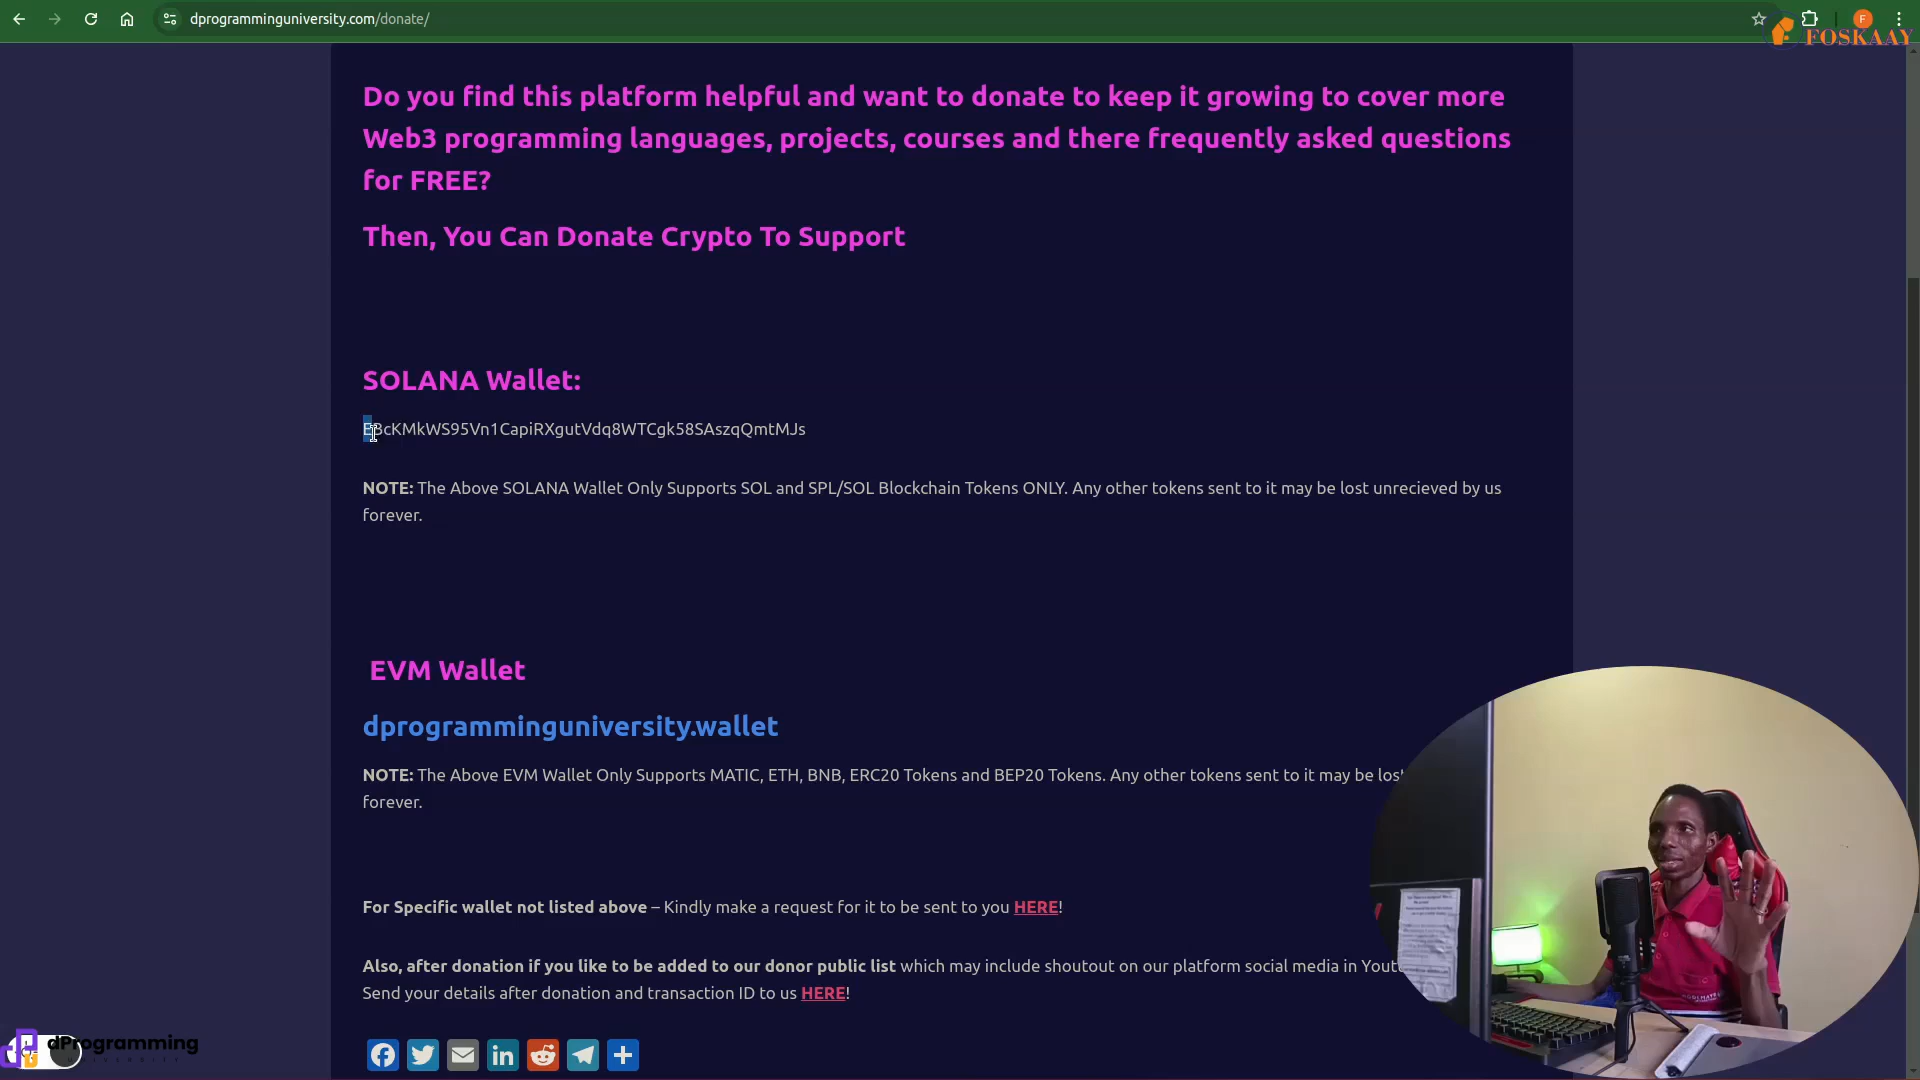 dprogramminguniversity.com/donate/
F
FOSKAAY
Do you find this platform helpful and want to donate to keep it growing to cover more
Web3 programming languages, projects, courses and there frequently asked questions
for FREE?
Then, You Can Donate Crypto To Support
SOLANA Wallet:
EBcKMkWS95Vn1CapiRXgutVdq8WTCgk58SAszqQmtMJs
NOTE: The Above SOLANA Wallet Only Supports SOL and SPL/SOL Blockchain Tokens ONLY. Any other tokens sent to it may be lost unrecieved by us
forever.
EVM Wallet
dprogramminguniversity.wallet
NOTE: The Above EVM Wallet Only Supports MATIC, ETH, BNB, ERC20 Tokens and BEP20 Tokens. Any other tokens sent to it may be lost
forever.
For Specific wallet not listed above – Kindly make a request for it to be sent to you HERE!
Also, after donation if you like to be added to our donor public list which may include shoutout on our platform social media in
Send your details after donation and transaction ID to us HERE!
dProgramming